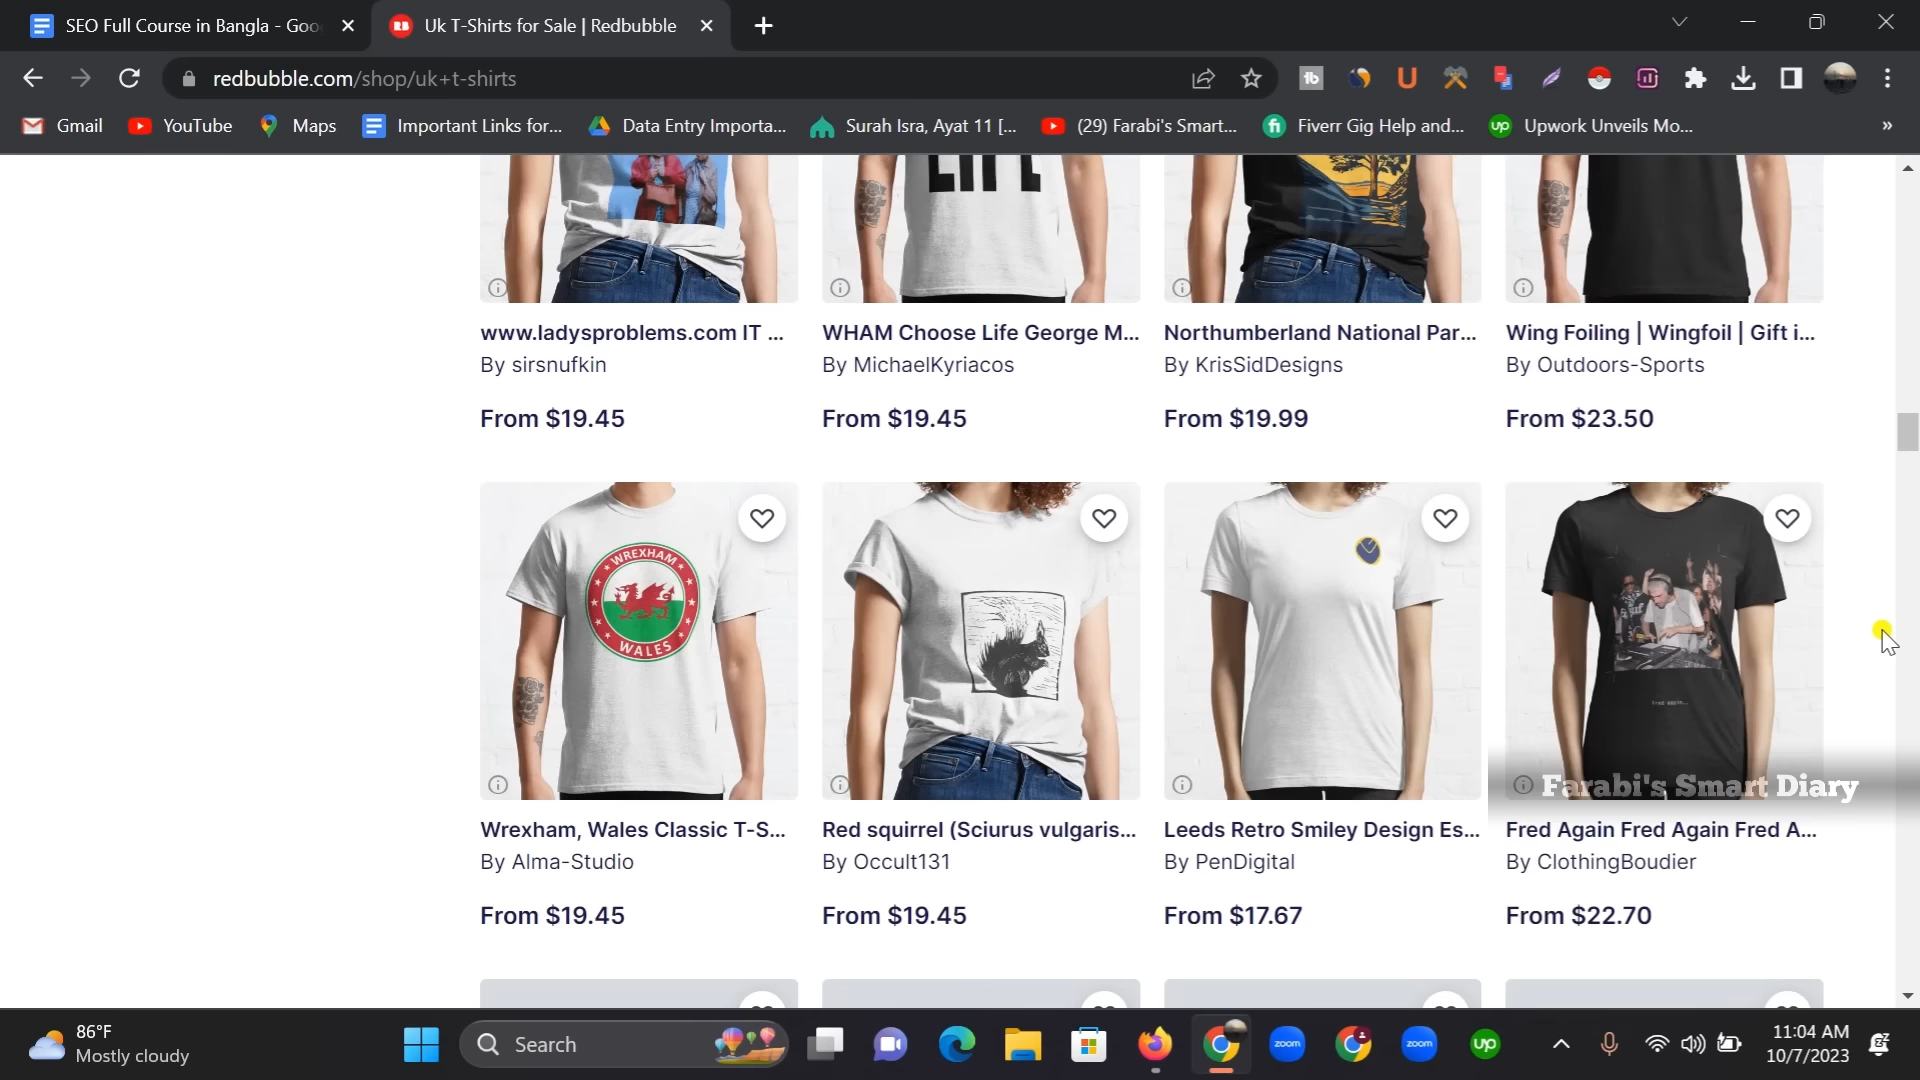 SEO Full Course in Bangla - Goo
Uk T-Shirts for Sale | Redbubble
redbubble.com/shop/uk+t-shirts
Gmail
YouTube
Maps
Important Links for...
Data Entry Importa...
Surah Isra, Ayat 11 [...
(29) Farabi's Smart...
Fiverr Gig Help and...
Upwork Unveils Mo...
»
www.ladysproblems.com IT ...
By sirsnufkin
From $19.45
LIFE
WHAM Choose Life George M...
By MichaelKyriacos
From $19.45
Northumberland National Par...
By KrisSidDesigns
From $19.99
Wing Foiling | Wingfoil | Gift i...
By Outdoors-Sports
From $23.50
WREXHAM
WALES
Wrexham, Wales Classic T-S...
By Alma-Studio
From $19.45
Red squirrel (Sciurus vulgaris...
By Occult131
From $19.45
Leeds Retro Smiley Design Es...
By PenDigital
From $17.67
fred again..
Farabi's Smart Diary
Fred Again Fred Again Fred A...
By ClothingBoudier
From $22.70
86°F
Mostly cloudy
Search
zoom
zoom
up
11:04 AM
10/7/2023